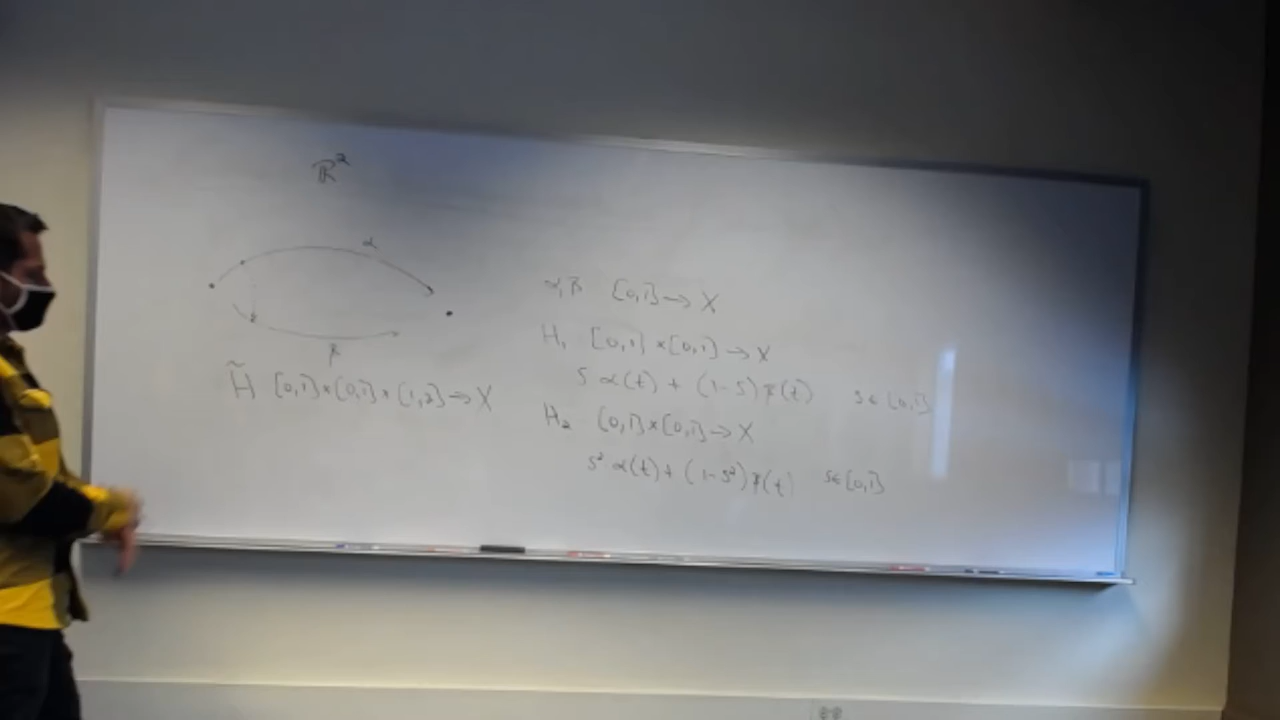 ℝ²
α
β
H̃ [0,1]×[0,1]×[1,2]→X
α,β [0,1]→X
H₁ [0,1]×[0,1]→X
s α(t) + (1-s)β(t) s∈[0,1]
H₂ [0,1]×[0,1]→X
s² α(t) + (1-s²)β(t) s∈[0,1]